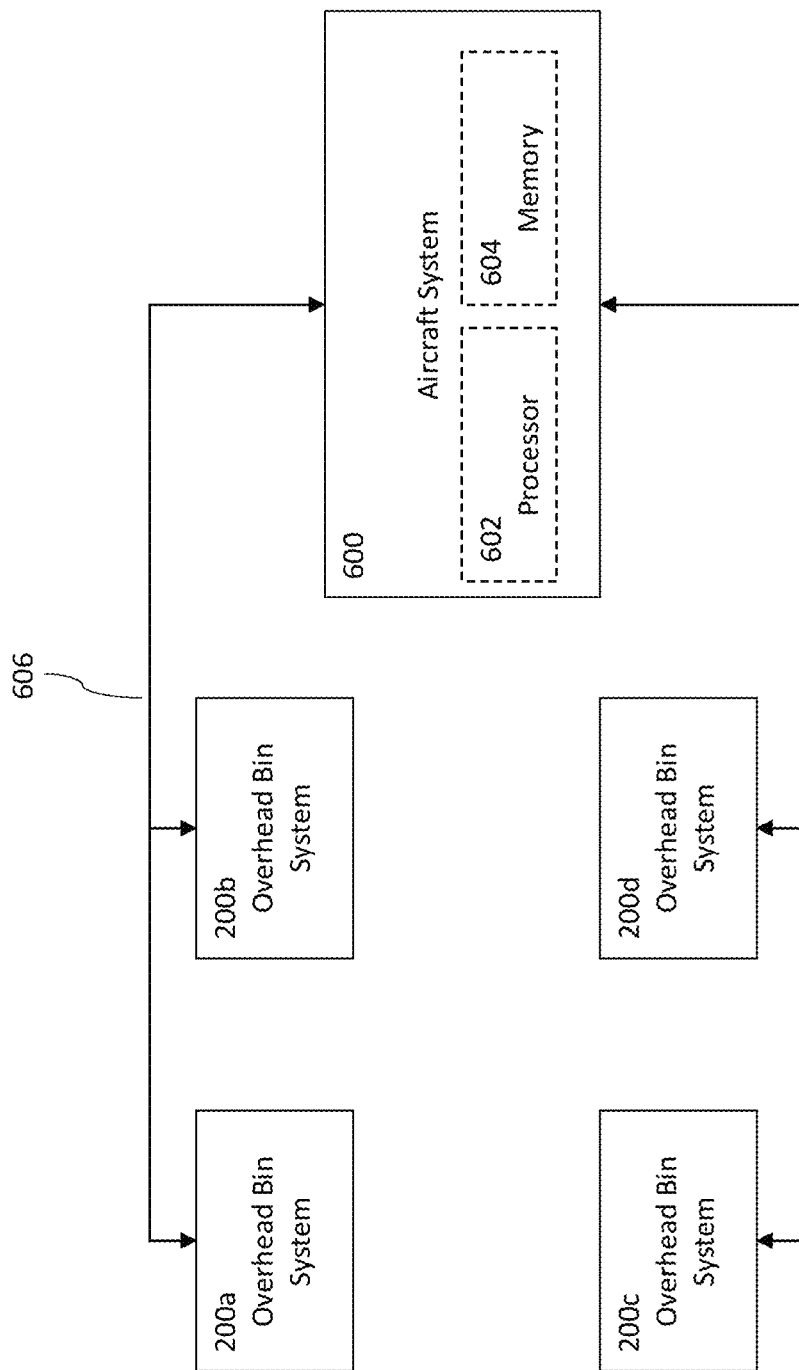 606
200a
Overhead Bin
System
200b
Overhead Bin
System
600
Aircraft System
602
Processor
604
Memory
200c
Overhead Bin
System
200d
Overhead Bin
System